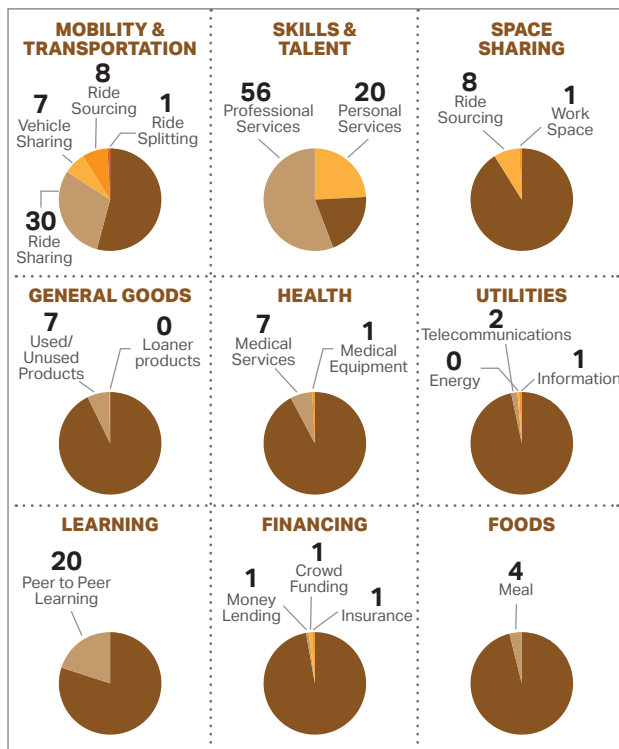 MOBILITY &
TRANSPORTATION
8
Ride
Sourcing
7
Vehicle
Sharing
1
Ride
Splitting
30
Ride
Sharing
SKILLS &
TALENT
56
Professional
Services
20
Personal
Services
SPACE
SHARING
8
Ride
Sourcing
1
Work
Space
GENERAL GOODS
7
Used/
Unused
Products
0
Loaner
products
HEALTH
7
Medical
Services
1
Medical
Equipment
UTILITIES
2
Telecommunications
0
Energy
1
Information
LEARNING
20
Peer to Peer
Learning
FINANCING
1
Crowd
Funding
1
Money
Lending
1
Insurance
FOODS
4
Meal